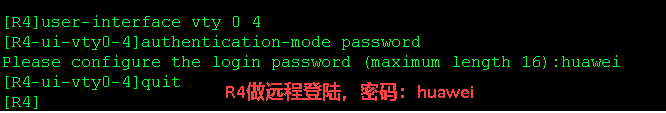 [R4]user-interface vty 0 4
[R4-ui-vty0-4]authentication-mode password
Please configure the login password (maximum length 16):huawei
[R4-ui-vty0-4]quit
[R4]
R4做远程登陆，密码：huawei